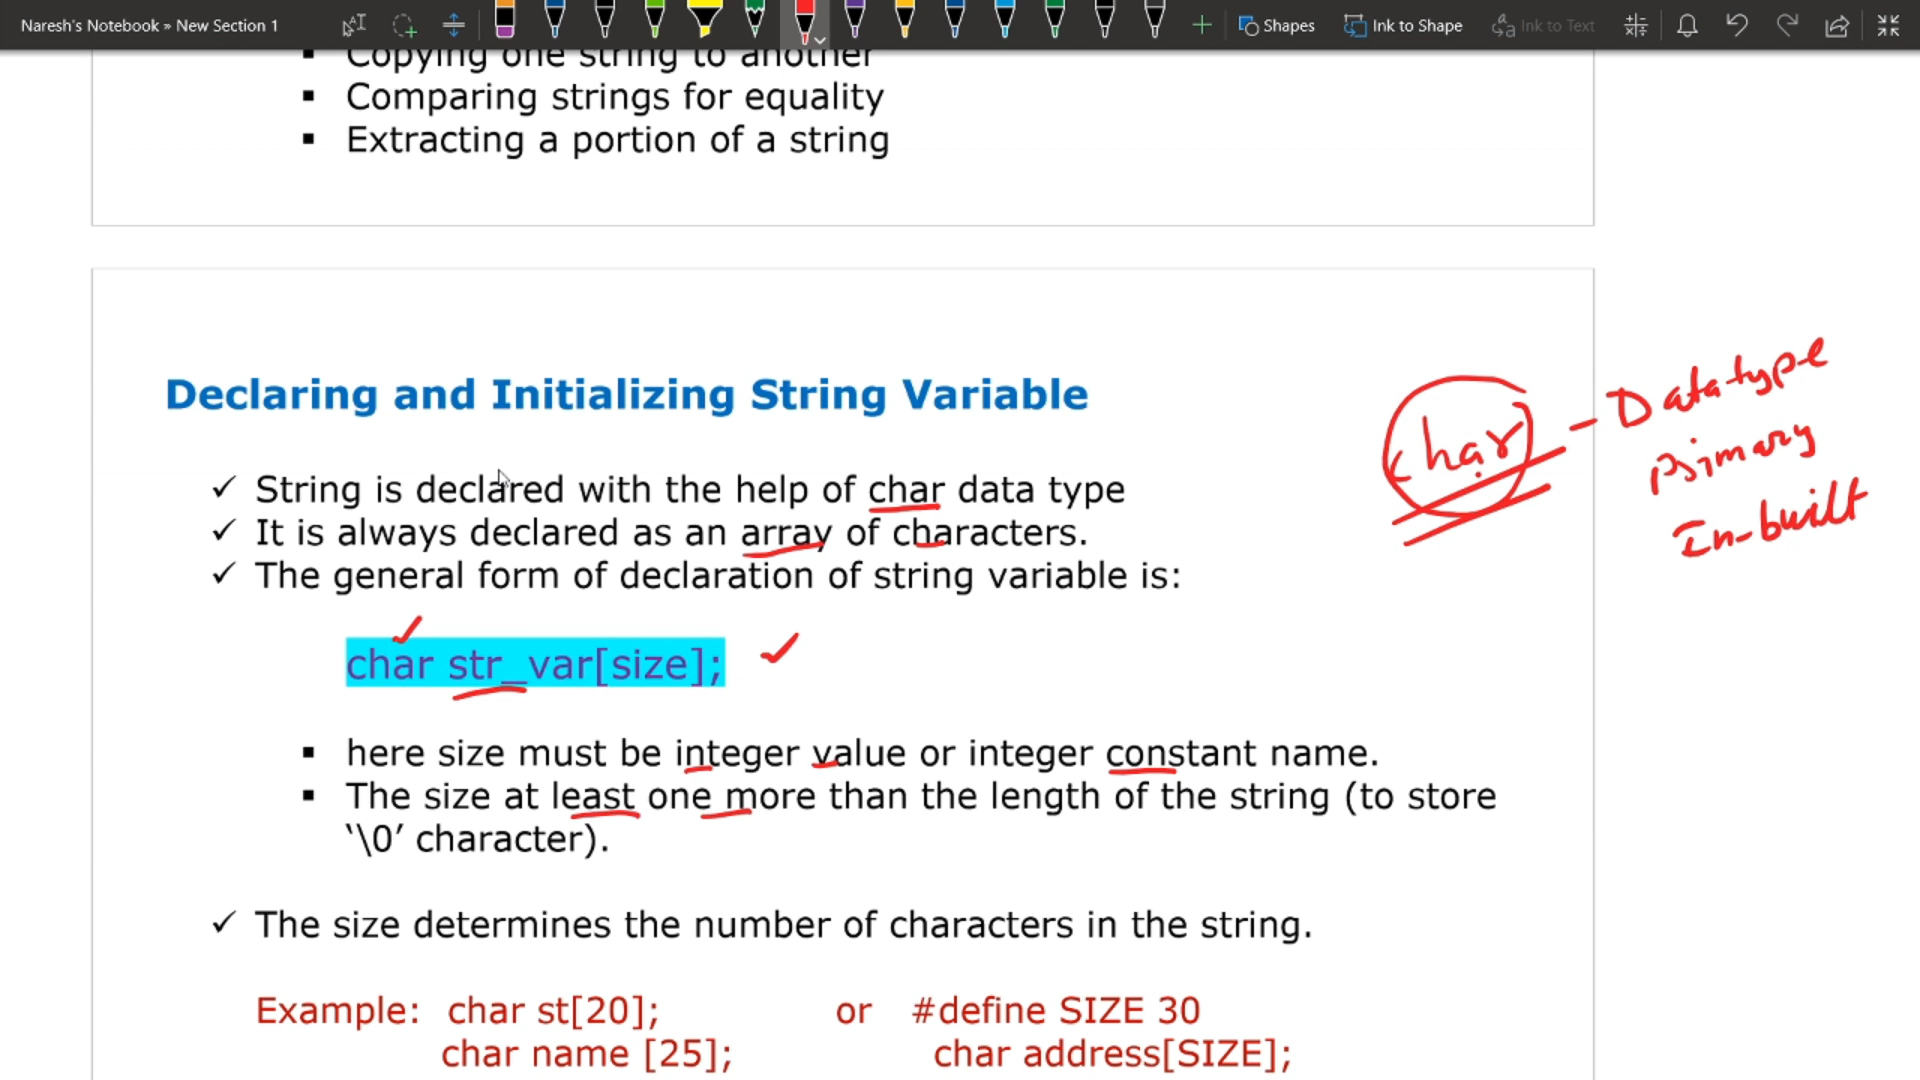 Naresh's Notebook » New Section 1
Shapes
Ink to Shape
Ink to Text
▪ Copying one string to another
▪ Comparing strings for equality
▪ Extracting a portion of a string
Declaring and Initializing String Variable
✓ String is declared with the help of char data type
✓ It is always declared as an array of characters.
✓ The general form of declaration of string variable is:
char str_var[size];
▪ here size must be integer value or integer constant name.
▪ The size at least one more than the length of the string (to store
‘\0’ character).
✓ The size determines the number of characters in the string.
Example: char st[20]; or #define SIZE 30
char name [25]; char address[SIZE];
char - Datatype
Primary
In-built